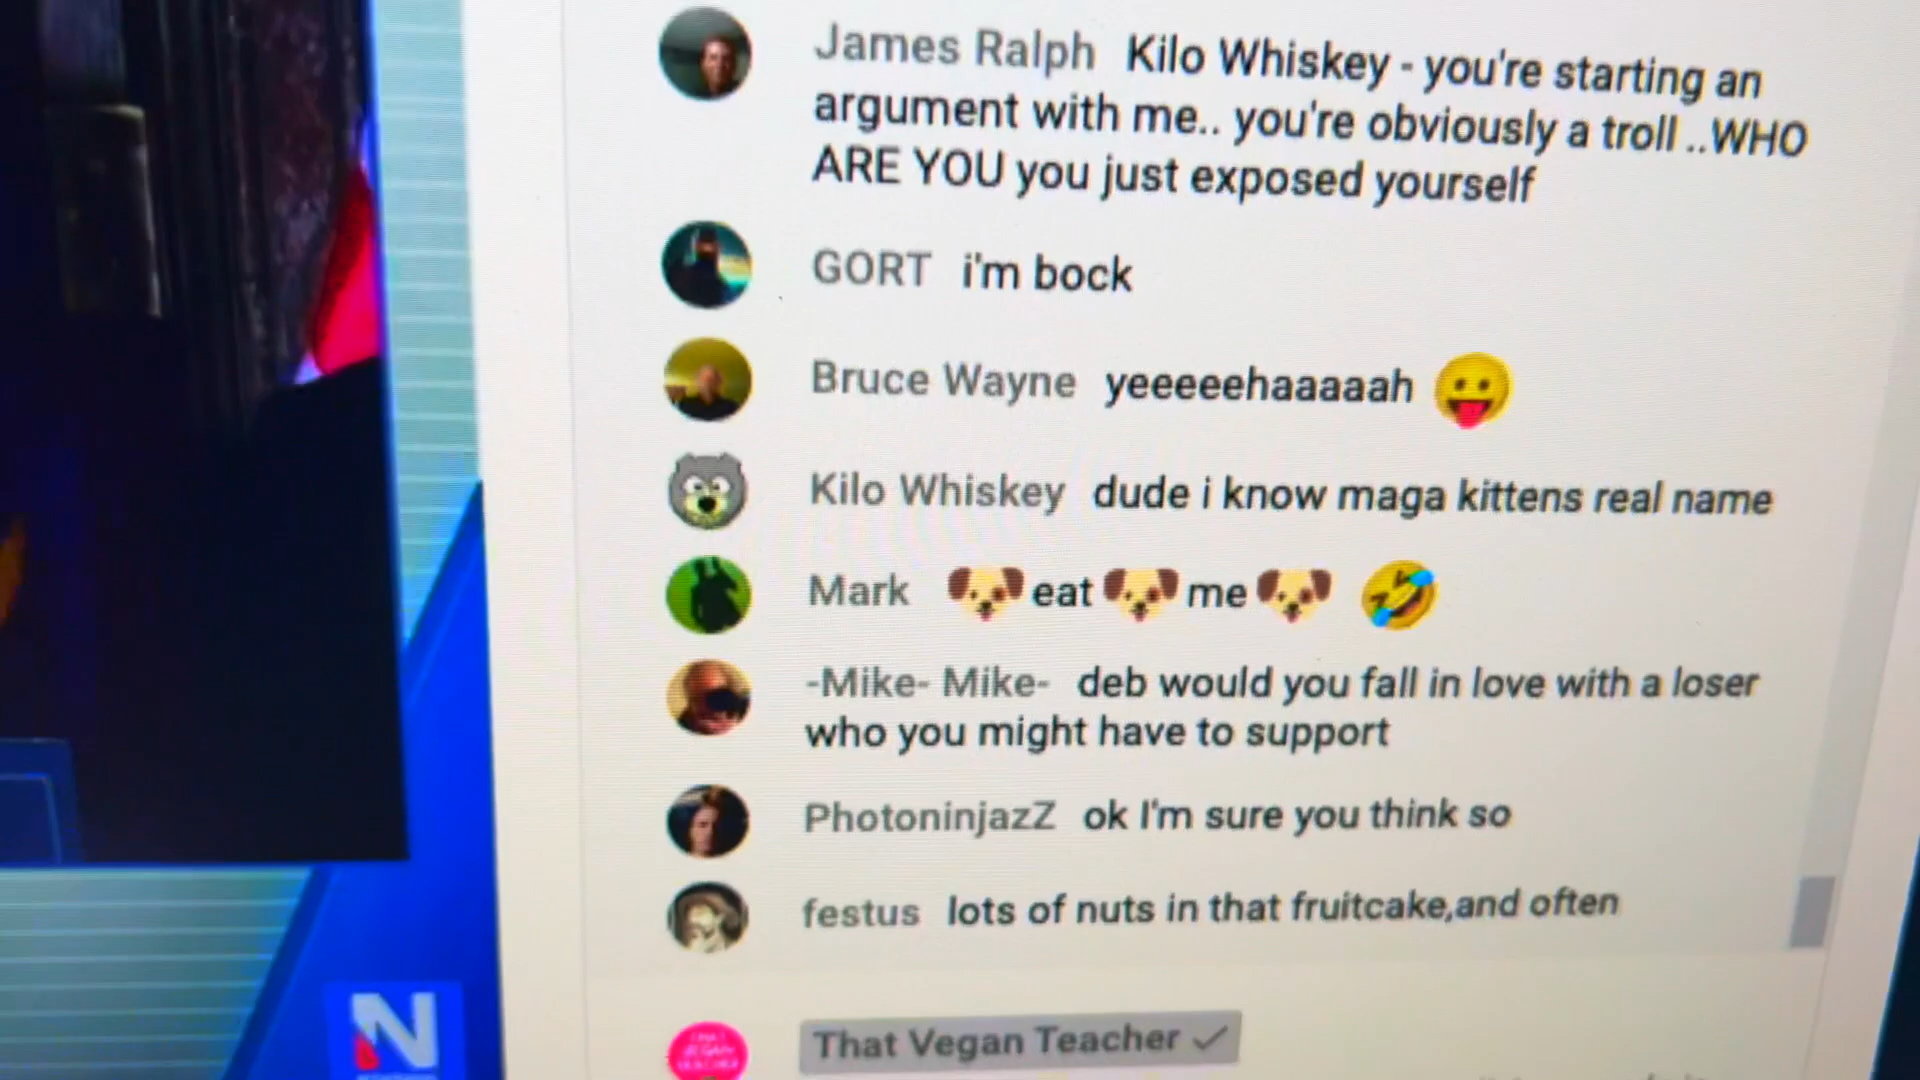 James Ralph Kilo Whiskey - you're starting an
argument with me.. you're obviously a troll ..WHO
ARE YOU you just exposed yourself
GORT i'm bock
Bruce Wayne yeeeeehaaaaah 😛
Kilo Whiskey dude i know maga kittens real name
Mark 🐶 eat 🐶 me 🐶 🤣
-Mike- Mike- deb would you fall in love with a loser
who you might have to support
PhotoninjazZ ok I'm sure you think so
festus lots of nuts in that fruitcake,and often
N
That Vegan Teacher ✓